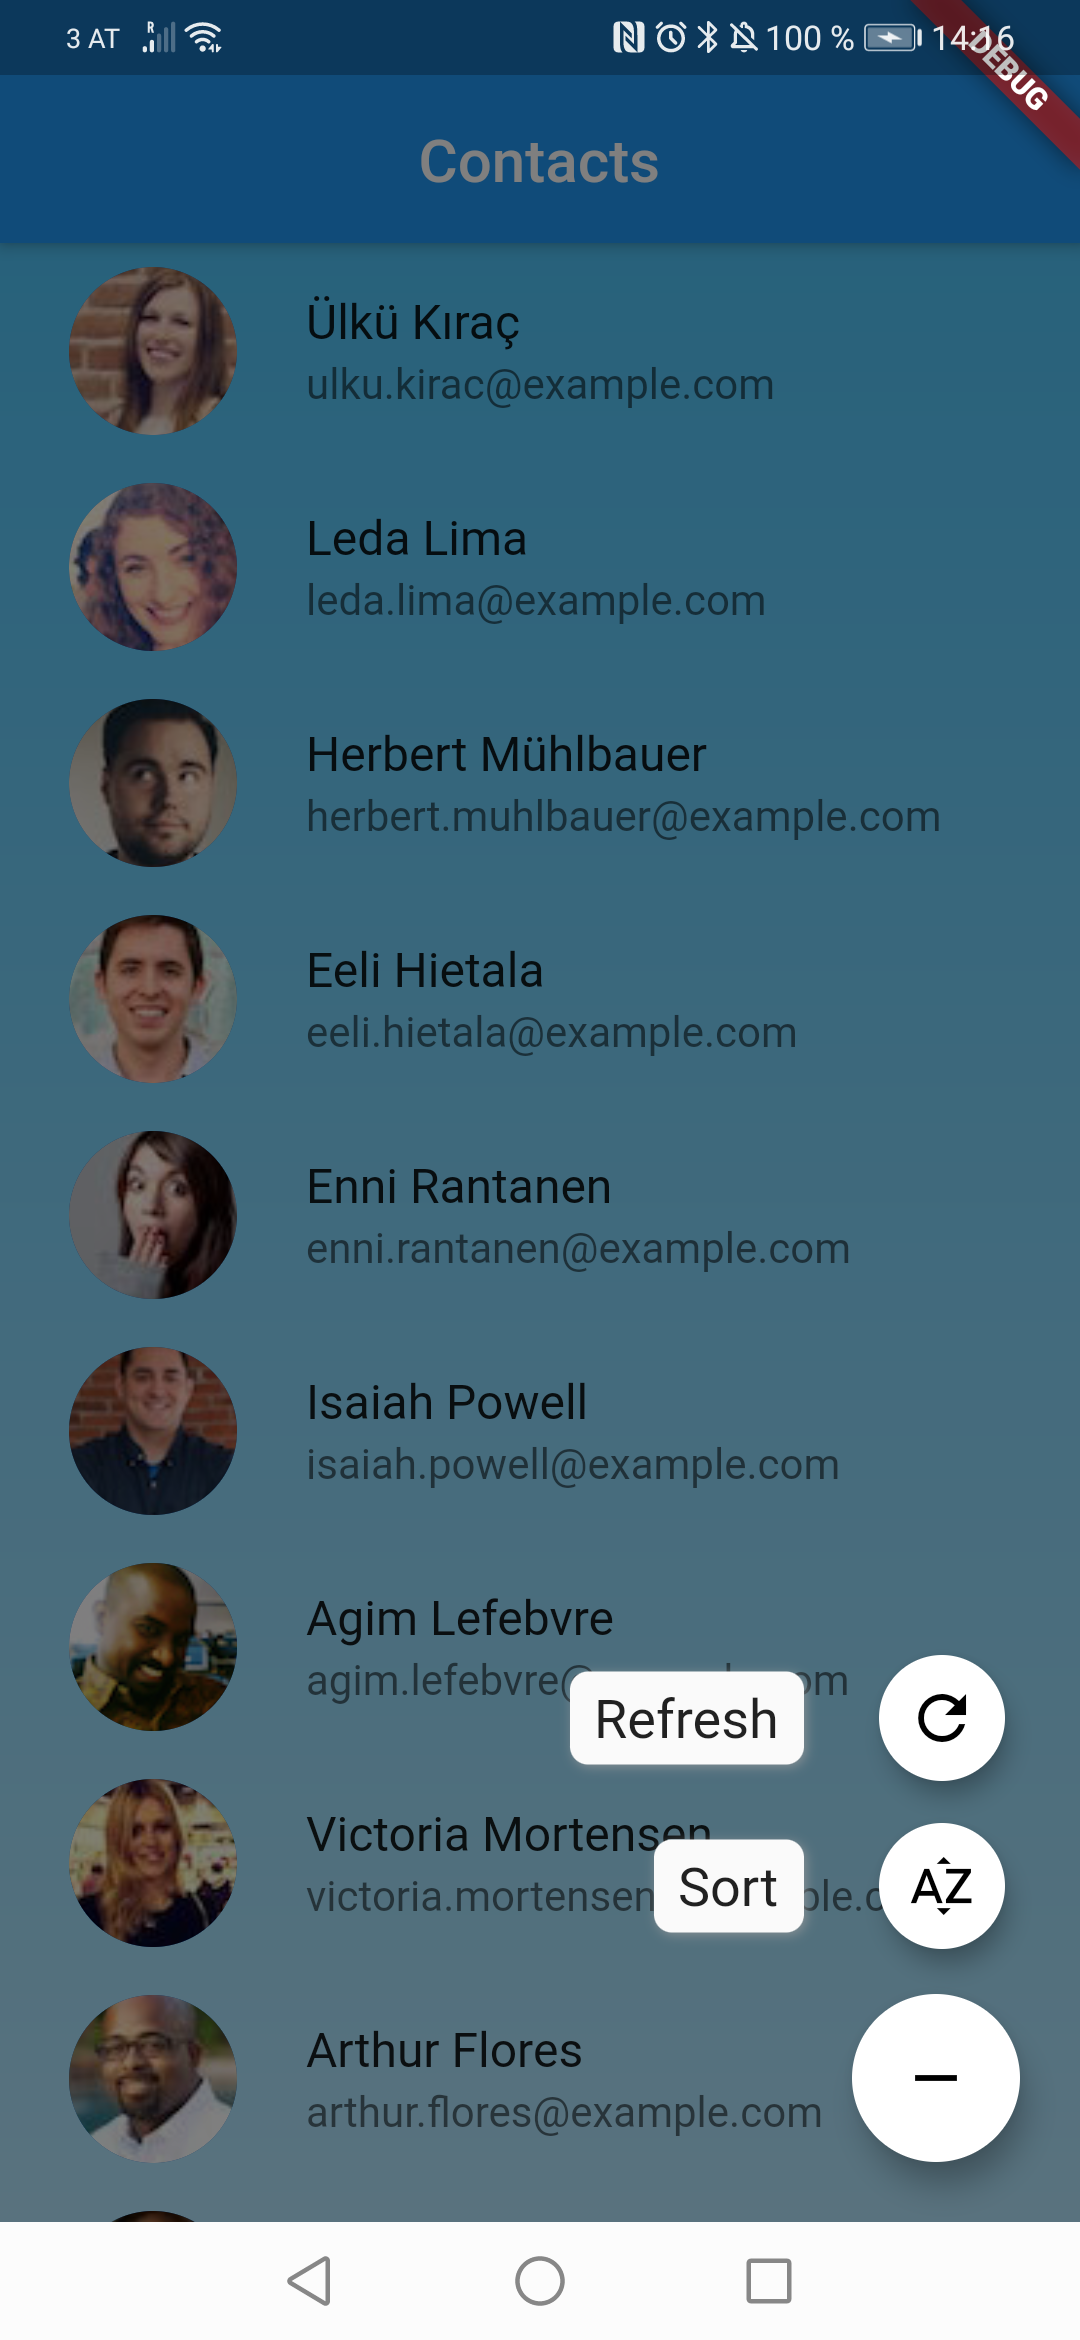 3 AT R 100 % 14:16
DEBUG
Contacts
Ülkü Kıraç
ulku.kirac@example.com
Leda Lima
leda.lima@example.com
Herbert Mühlbauer
herbert.muhlbauer@example.com
Eeli Hietala
eeli.hietala@example.com
Enni Rantanen
enni.rantanen@example.com
Isaiah Powell
isaiah.powell@example.com
Agim Lefebvre
agim.lefebvre@ om
Refresh
Victoria Mortensen
victoria.mortensen ple.c
Sort
AZ
Arthur Flores
arthur.flores@example.com